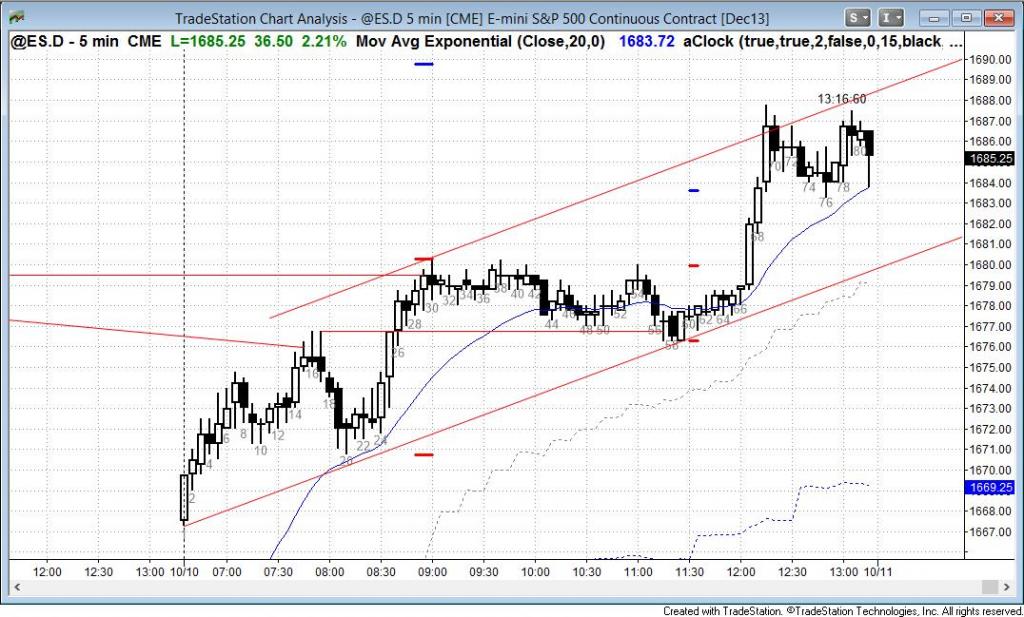 TradeStation Chart Analysis - @ES.D 5 min [CME] E-mini S&P 500 Continuous Contract [Dec13]
S I
@ES.D - 5 min CME L=1685.25 36.50 2.21% Mov Avg Exponential (Close,20,0) 1683.72 aClock (true,true,2,false,0,15,black, ...
1690.00
1689.00
13:16:60 1688.00
1687.00
1686.00
80
1685.25
70 72
74 78 1684.00
76
1683.00
1682.00
68
1681.00
1680.00
38
1679.00
34 40 42 54
32 36
30 66 1678.00
46 52 62 64
28 44 60
48 50 56 1677.00
58
26 1676.00
1675.00
16
1674.00
18
14 1673.00
6 8 12 1672.00
22 24
10 1671.00
20
4 1670.00
1669.25
2
1668.00
1667.00
12:00 12:30 13:00 10/10 07:00 07:30 08:00 08:30 09:00 09:30 10:00 10:30 11:00 11:30 12:00 12:30 13:00 10/11
Created with TradeStation. ©TradeStation Technologies, Inc. All rights reserved.